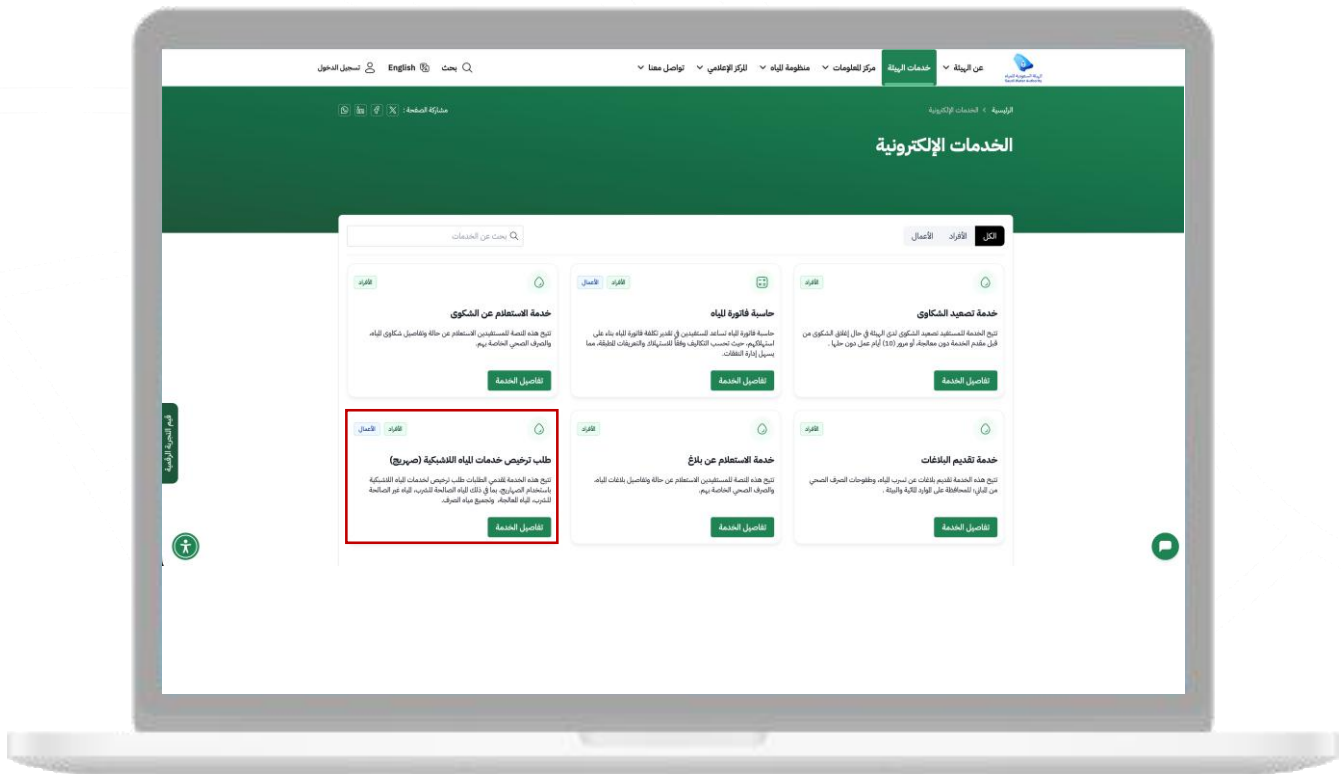 الهيئة السعودية للمياه
Saudi Water Authority
عن الهيئة
خدمات الهيئة
مركز المعلومات
منظومة المياه
المركز الإعلامي
تواصل معنا
بحث
English
تسجيل الدخول
الرئيسية > الخدمات الإلكترونية
مشاركة الصفحة :
الخدمات الإلكترونية
الكل
الأفراد
الأعمال
بحث عن الخدمات
الأفراد
خدمة تصعيد الشكاوى
تتيح الخدمة للمستفيد تصعيد الشكوى لدى الهيئة في حال إغلاق الشكوى من
قبل مقدم الخدمة دون معالجة، أو مرور (10) أيام عمل دون حلها .
تفاصيل الخدمة
الأفراد الأعمال
حاسبة فاتورة المياه
حاسبة فاتورة المياه تساعد المستفيدين في تقدير تكلفة فاتورة المياه بناء على
استهلاكهم، حيث تحسب التكاليف وفقاً للاستهلاك والتعريفات المطبقة، مما
يسهل إدارة النفقات.
تفاصيل الخدمة
الأفراد
خدمة الاستعلام عن الشكوى
تتيح هذه المنصة للمستفيدين الاستعلام عن حالة وتفاصيل شكاوى المياه،
والصرف الصحي الخاصة بهم.
تفاصيل الخدمة
الأفراد
خدمة تقديم البلاغات
تتيح هذه الخدمة تقديم بلاغات عن تسرب المياه، وطفوحات الصرف الصحي
من المباني؛ للمحافظة على الموارد المائية والبيئة .
تفاصيل الخدمة
الأفراد
خدمة الاستعلام عن بلاغ
تتيح هذه المنصة للمستفيدين الاستعلام عن حالة وتفاصيل بلاغات المياه،
والصرف الصحي الخاصة بهم.
تفاصيل الخدمة
الأفراد الأعمال
طلب ترخيص خدمات المياه اللاشبكية (صهريج)
تتيح هذه الخدمة لمقدمي الطلبات طلب ترخيص لخدمات المياه اللاشبكية
باستخدام الصهاريج، بما في ذلك المياه الصالحة للشرب، المياه غير الصالحة
للشرب، المياه المعالجة، وتجميع مياه الصرف.
تفاصيل الخدمة
قيم التجربة الرقمية